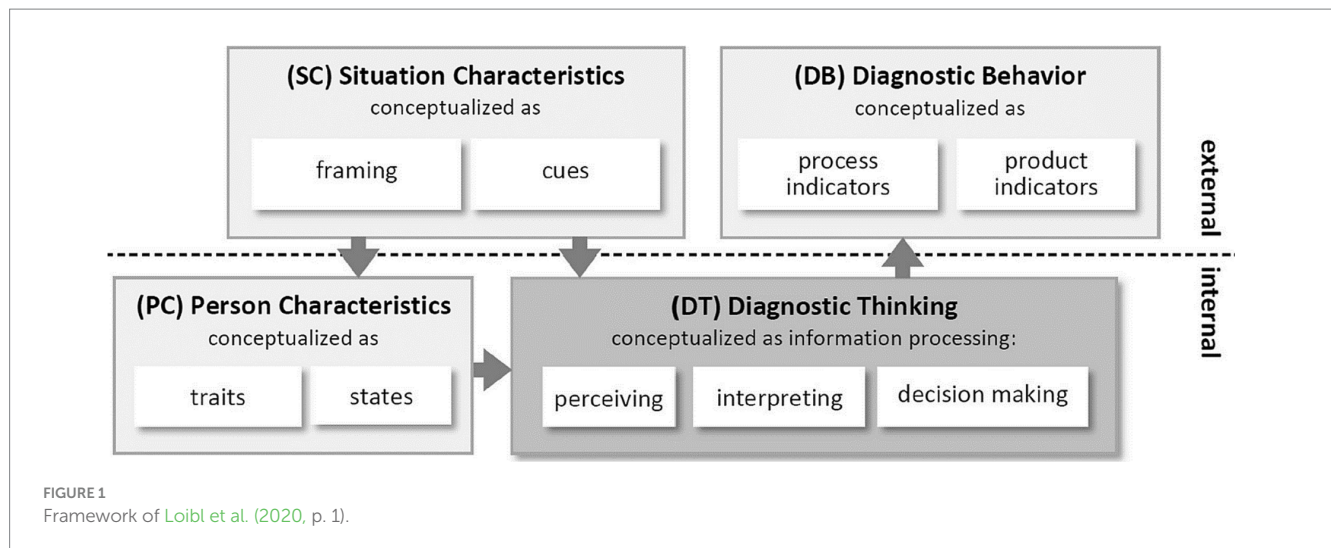 (SC) Situation Characteristics
conceptualized as
framing
cues
(DB) Diagnostic Behavior
conceptualized as
process
indicators
product
indicators
external
internal
(PC) Person Characteristics
conceptualized as
traits
states
(DT) Diagnostic Thinking
conceptualized as information processing:
perceiving
interpreting
decision making
FIGURE 1
Framework of Loibl et al. (2020, p. 1).